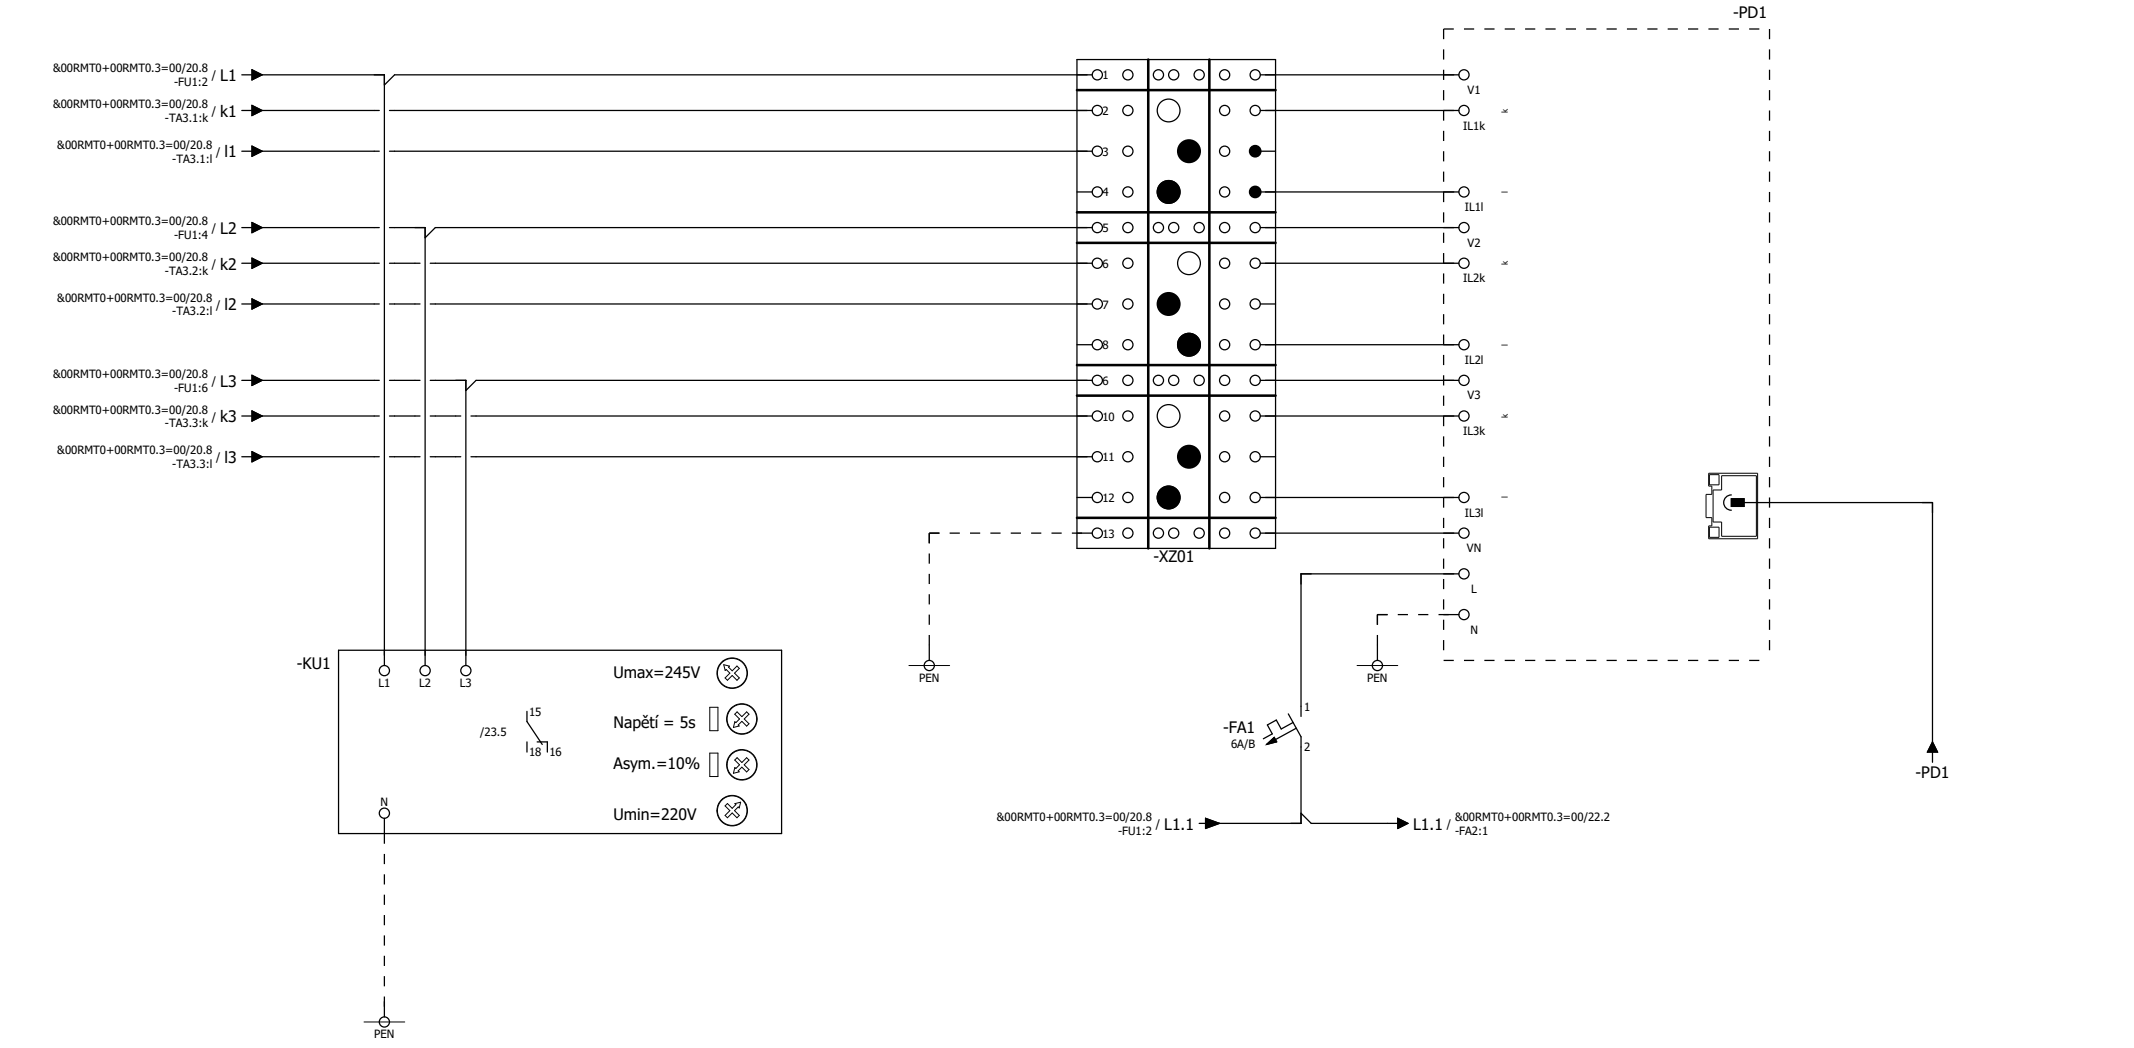 -PD1
&00RMT0+00RMT0.3=00/20.8
-FU1:2 / L1
1
V1
&00RMT0+00RMT0.3=00/20.8
-TA3.1:k / k1
2
IL1k
k
&00RMT0+00RMT0.3=00/20.8
-TA3.1:l / l1
3
4
IL1l
l
&00RMT0+00RMT0.3=00/20.8
-FU1:4 / L2
5
V2
&00RMT0+00RMT0.3=00/20.8
-TA3.2:k / k2
6
IL2k
k
&00RMT0+00RMT0.3=00/20.8
-TA3.2:l / l2
7
8
IL2l
l
&00RMT0+00RMT0.3=00/20.8
-FU1:6 / L3
6
V3
&00RMT0+00RMT0.3=00/20.8
-TA3.3:k / k3
10
IL3k
k
&00RMT0+00RMT0.3=00/20.8
-TA3.3:l / l3
11
12
IL3l
l
13
VN
-XZ01
L
N
PEN
PEN
-KU1
L1 L2 L3
Umax=245V
/23.5
15
18 16
Napětí = 5s
Asym.=10%
Umin=220V
N
PEN
-FA1
6A/B
1
2
-PD1
&00RMT0+00RMT0.3=00/20.8
-FU1:2 / L1.1
L1.1 / &00RMT0+00RMT0.3=00/22.2
-FA2:1